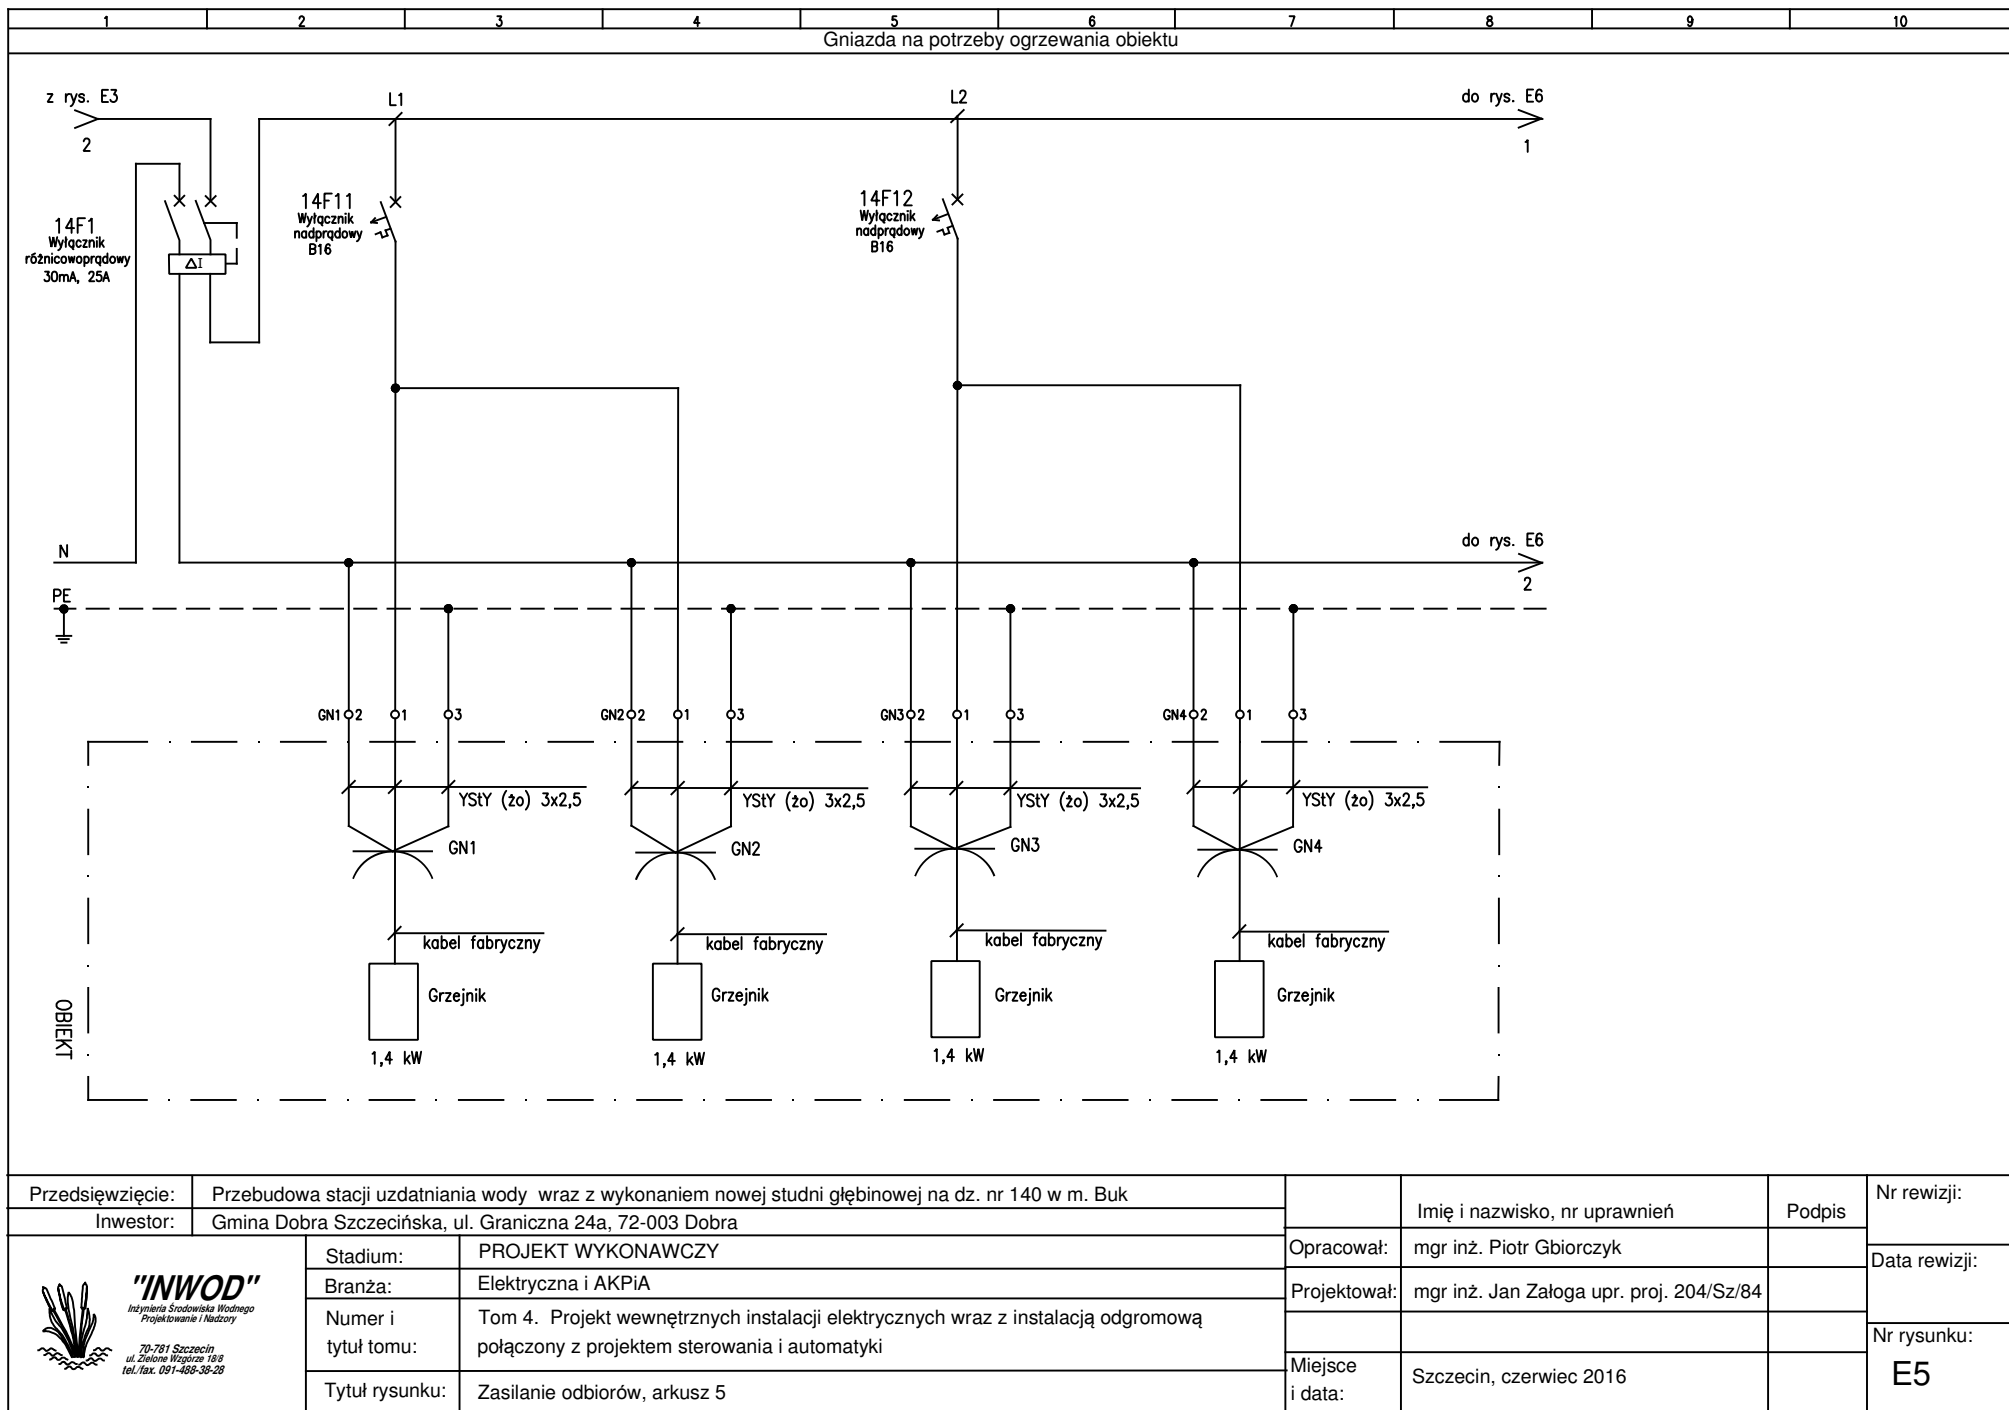 1 2 3 4 5 6 7 8 9 10
Gniazda na potrzeby ogrzewania obiektu
z rys. E3
2
L1
L2
do rys. E6
1
14F1
Wyłącznik
różnicowoprądowy
30mA, 25A
ΔI
14F11
Wyłącznik
nadprądowy
B16
14F12
Wyłącznik
nadprądowy
B16
N
do rys. E6
2
PE
GN1 2 1 3
GN2 2 1 3
GN3 2 1 3
GN4 2 1 3
YStY (żo) 3x2,5
YStY (żo) 3x2,5
YStY (żo) 3x2,5
YStY (żo) 3x2,5
GN1
GN2
GN3
GN4
kabel fabryczny
kabel fabryczny
kabel fabryczny
kabel fabryczny
Grzejnik
Grzejnik
Grzejnik
Grzejnik
1,4 kW
1,4 kW
1,4 kW
1,4 kW
OBIEKT
Przedsięwzięcie: Przebudowa stacji uzdatniania wody wraz z wykonaniem nowej studni głębinowej na dz. nr 140 w m. Buk
Inwestor: Gmina Dobra Szczecińska, ul. Graniczna 24a, 72-003 Dobra
"INWOD"
Inżynieria Środowiska Wodnego
Projektowanie i Nadzory
70-781 Szczecin
ul. Zielone Wzgórze 18/8
tel./fax. 091-488-38-28
Stadium: PROJEKT WYKONAWCZY
Branża: Elektryczna i AKPiA
Numer i
tytuł tomu:
Tom 4. Projekt wewnętrznych instalacji elektrycznych wraz z instalacją odgromową
połączony z projektem sterowania i automatyki
Tytuł rysunku: Zasilanie odbiorów, arkusz 5
Imię i nazwisko, nr uprawnień
Podpis
Opracował: mgr inż. Piotr Gbiorczyk
Projektował: mgr inż. Jan Załoga upr. proj. 204/Sz/84
Miejsce
i data:
Szczecin, czerwiec 2016
Nr rewizji:
Data rewizji:
Nr rysunku:
E5